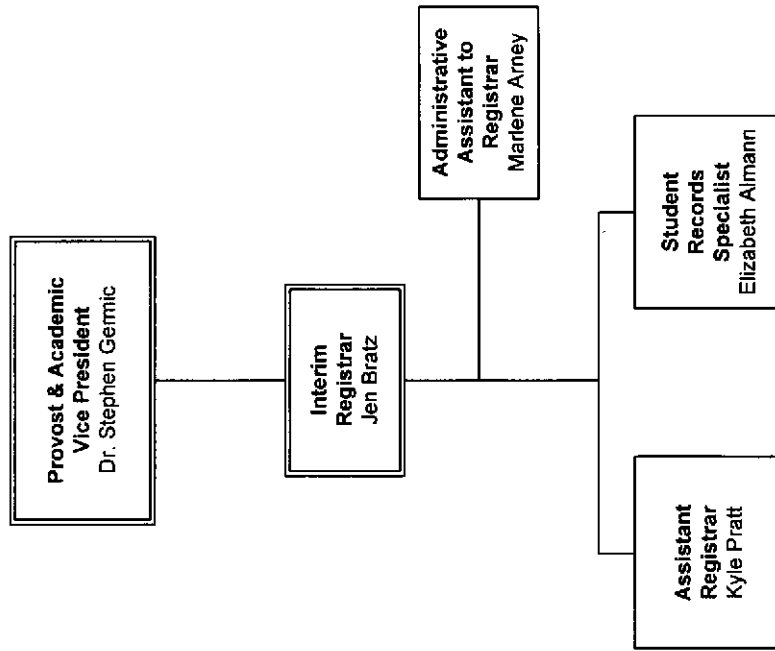 Provost & Academic
Vice President
Dr. Stephen Germic
Interim
Registrar
Jen Bratz
Administrative
Assistant to
Registrar
Marlene Arney
Assistant
Registrar
Kyle Pratt
Student
Records
Specialist
Elizabeth Almann